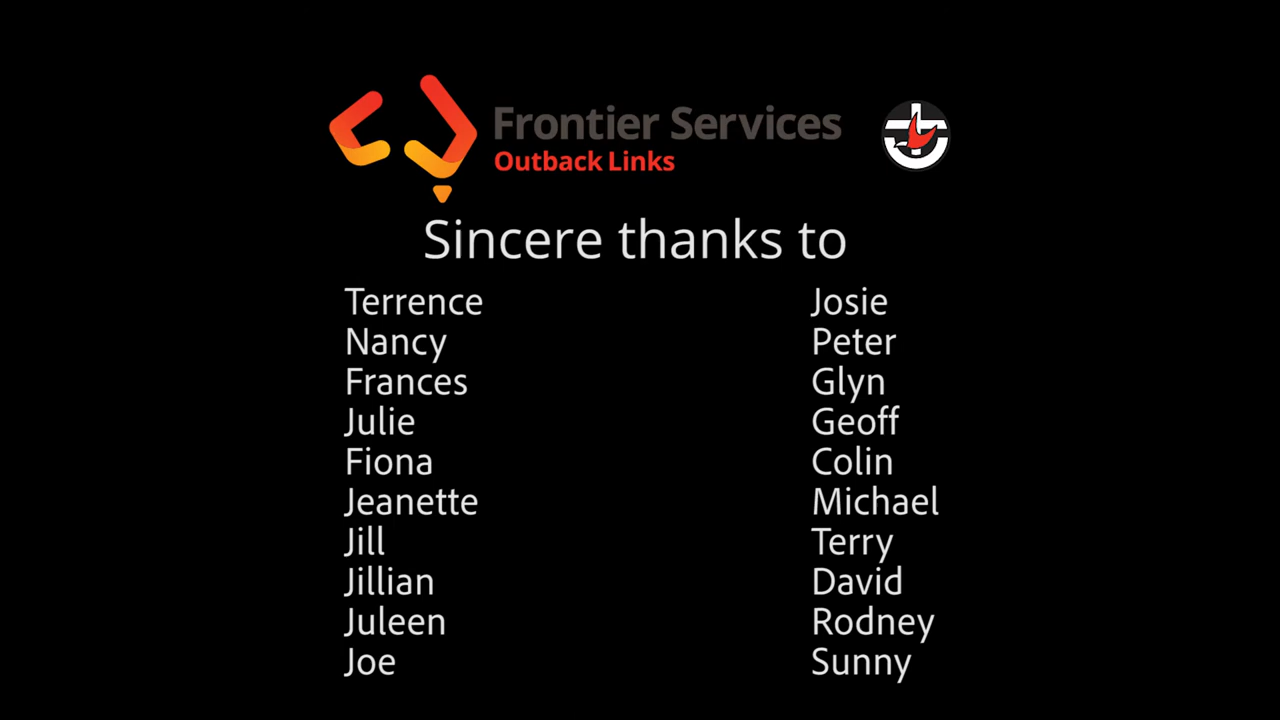 Frontier Services
Outback Links
Sincere thanks to
Terrence
Nancy
Frances
Julie
Fiona
Jeanette
Jill
Jillian
Juleen
Joe
Josie
Peter
Glyn
Geoff
Colin
Michael
Terry
David
Rodney
Sunny